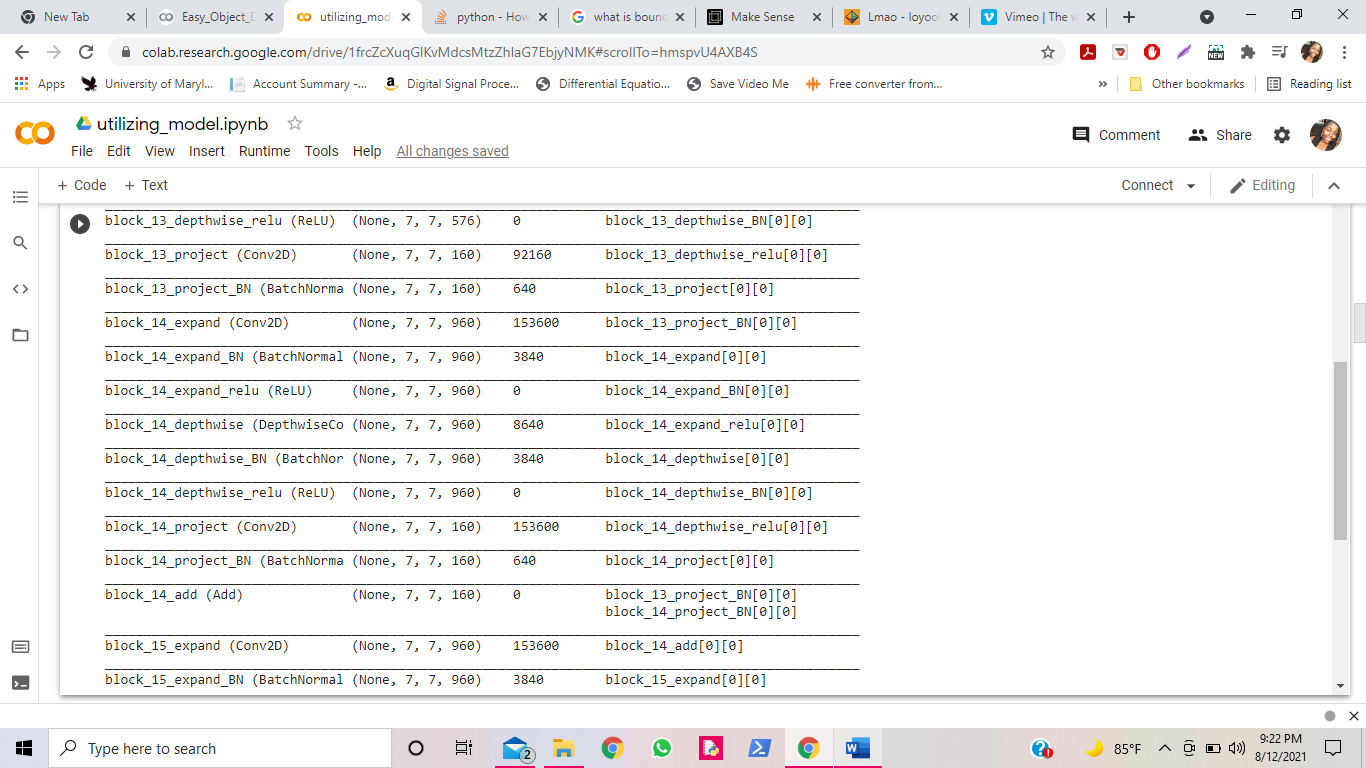 New Tab
Easy_Object_D
utilizing_mod
python - How
what is boun
Make Sense
Lmao - loyoo
Vimeo | The w
colab.research.google.com/drive/1frcZcXuqGlKvMdcsMtzZhlaG7EbjyNMK#scrollTo=hmspvU4AXB4S
NEW
Apps
University of Maryl...
Account Summary -...
Digital Signal Proce...
Differential Equatio...
Save Video Me
Free converter from...
»
Other bookmarks
Reading list
utilizing_model.ipynb
File Edit View Insert Runtime Tools Help All changes saved
Comment
Share
+ Code + Text
Connect
Editing
block_13_depthwise_relu (ReLU) (None, 7, 7, 576) 0 block_13_depthwise_BN[0][0]
block_13_project (Conv2D) (None, 7, 7, 160) 92160 block_13_depthwise_relu[0][0]
block_13_project_BN (BatchNorma (None, 7, 7, 160) 640 block_13_project[0][0]
block_14_expand (Conv2D) (None, 7, 7, 960) 153600 block_13_project_BN[0][0]
block_14_expand_BN (BatchNormal (None, 7, 7, 960) 3840 block_14_expand[0][0]
block_14_expand_relu (ReLU) (None, 7, 7, 960) 0 block_14_expand_BN[0][0]
block_14_depthwise (DepthwiseCo (None, 7, 7, 960) 8640 block_14_expand_relu[0][0]
block_14_depthwise_BN (BatchNor (None, 7, 7, 960) 3840 block_14_depthwise[0][0]
block_14_depthwise_relu (ReLU) (None, 7, 7, 960) 0 block_14_depthwise_BN[0][0]
block_14_project (Conv2D) (None, 7, 7, 160) 153600 block_14_depthwise_relu[0][0]
block_14_project_BN (BatchNorma (None, 7, 7, 160) 640 block_14_project[0][0]
block_14_add (Add) (None, 7, 7, 160) 0 block_13_project_BN[0][0]
block_14_project_BN[0][0]
block_15_expand (Conv2D) (None, 7, 7, 960) 153600 block_14_add[0][0]
block_15_expand_BN (BatchNormal (None, 7, 7, 960) 3840 block_15_expand[0][0]
Type here to search
2
85°F
9:22 PM
8/12/2021